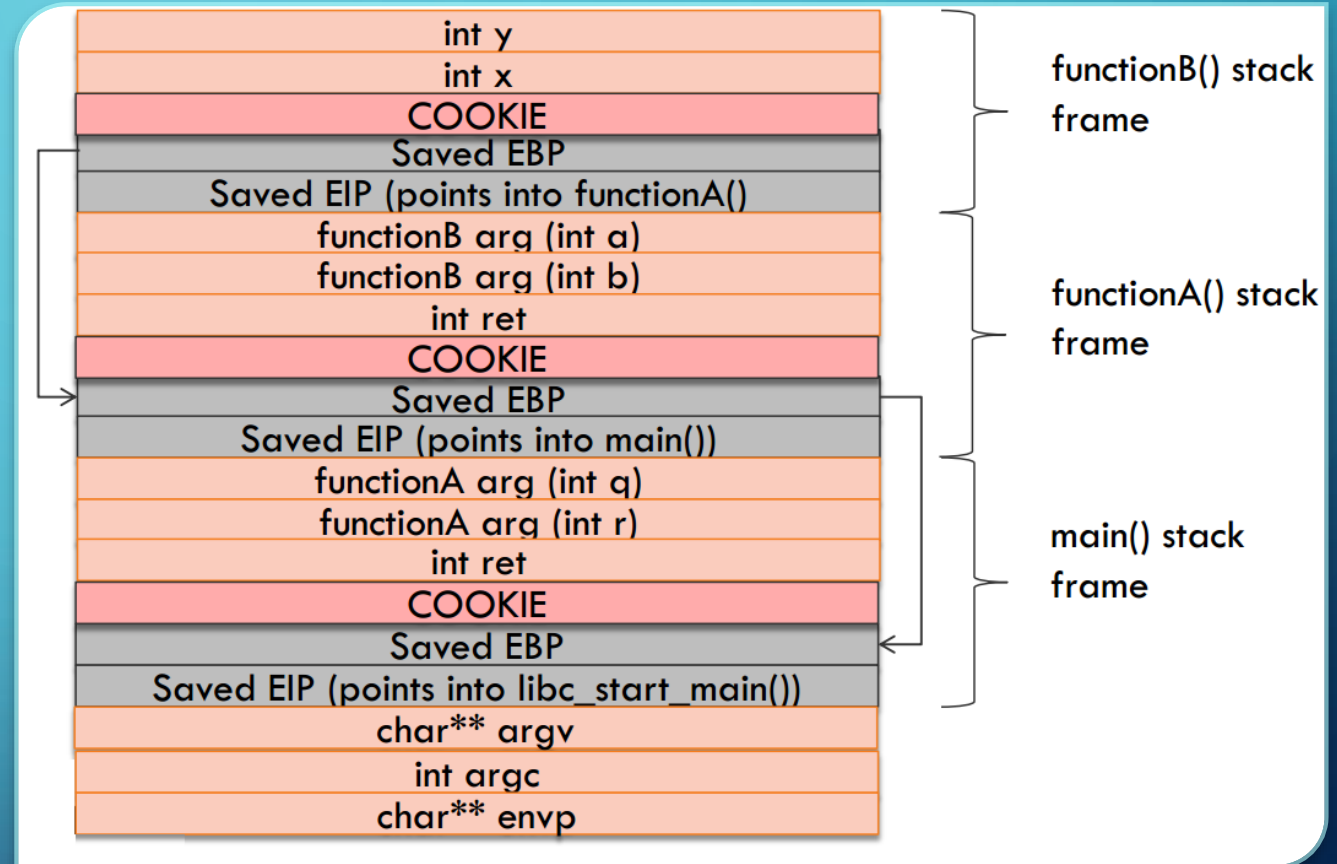 int y
int x
COOKIE
Saved EBP
Saved EIP (points into functionA()
functionB arg (int a)
functionB arg (int b)
int ret
COOKIE
Saved EBP
Saved EIP (points into main())
functionA arg (int q)
functionA arg (int r)
int ret
COOKIE
Saved EBP
Saved EIP (points into libc_start_main())
char** argv
int argc
char** envp
functionB() stack
frame
functionA() stack
frame
main() stack
frame